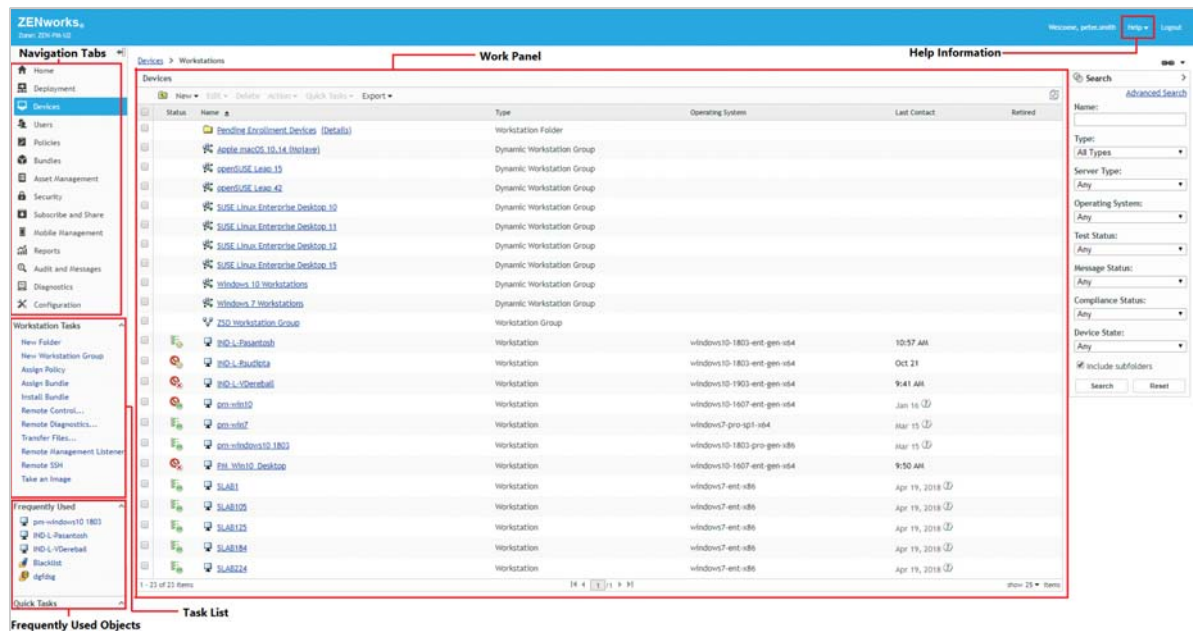 ZENworks.
Zone: ZEN-PM-U2
Welcome, peter.smith Help Logout
Navigation Tabs
Work Panel
Help Information
Home
Deployment
Devices
Users
Policies
Bundles
Asset Management
Security
Subscribe and Share
Mobile Management
Reports
Audit and Messages
Diagnostics
Configuration
Workstation Tasks
New Folder
New Workstation Group
Assign Policy
Assign Bundle
Install Bundle
Remote Control...
Remote Diagnostics...
Transfer Files...
Remote Management Listener
Remote SSH
Take an Image
Frequently Used
pm-windows10 1803
IND-L-Pasantosh
IND-L-VDereball
Blacklist
dgfdsg
Quick Tasks
Frequently Used Objects
Task List
Devices > Workstations
Devices
New Edit Delete Action Quick Tasks Export
Status Name Type Operating System Last Contact Retired
Pending Enrollment Devices (Details) Workstation Folder
Apple macOS 10.14 (Mojave) Dynamic Workstation Group
openSUSE Leap 15 Dynamic Workstation Group
openSUSE Leap 42 Dynamic Workstation Group
SUSE Linux Enterprise Desktop 10 Dynamic Workstation Group
SUSE Linux Enterprise Desktop 11 Dynamic Workstation Group
SUSE Linux Enterprise Desktop 12 Dynamic Workstation Group
SUSE Linux Enterprise Desktop 15 Dynamic Workstation Group
Windows 10 Workstations Dynamic Workstation Group
Windows 7 Workstations Dynamic Workstation Group
ZSD Workstation Group Workstation Group
IND-L-Pasantosh Workstation windows10-1803-ent-gen-x64 10:57 AM
IND-L-Psudipta Workstation windows10-1803-ent-gen-x64 Oct 21
IND-L-VDereball Workstation windows10-1903-ent-gen-x64 9:41 AM
pm-win10 Workstation windows10-1607-ent-gen-x64 Jan 16
pm-win7 Workstation windows7-pro-sp1-x64 Mar 15
pm-windows10 1803 Workstation windows10-1803-pro-gen-x86 Mar 15
PM_Win10_Desktop Workstation windows10-1607-ent-gen-x64 9:50 AM
SLAB1 Workstation windows7-ent-x86 Apr 19, 2018
SLAB105 Workstation windows7-ent-x86 Apr 19, 2018
SLAB125 Workstation windows7-ent-x86 Apr 19, 2018
SLAB184 Workstation windows7-ent-x86 Apr 19, 2018
SLAB224 Workstation windows7-ent-x86 Apr 19, 2018
1 - 23 of 23 items 1 / 1 show 25 items
Search
Advanced Search
Name:
Type:
All Types
Server Type:
Any
Operating System:
Any
Test Status:
Any
Message Status:
Any
Compliance Status:
Any
Device State:
Any
Include subfolders
Search Reset